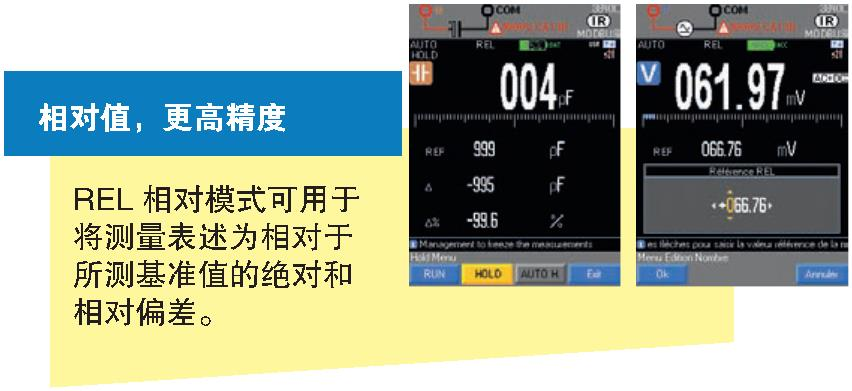 相对值，更高精度
REL 相对模式可用于
将测量表述为相对于
所测基准值的绝对和
相对偏差。
COM
IR
MODBUS
AUTO REL
HOLD
004 pF
REF 999 pF
Δ -995 pF
Δ% -99.6 %
Management to freeze the measurements
Hold Menu
RUN HOLD AUTO H. Exit
COM
IR
MODBUS
AUTO REL
V 061.97 mV
REF 066.76 mV
Référence REL
+066.76
es flèches pour saisir la valeur référence de la
Menu Edition Nombre
Ok Annuler